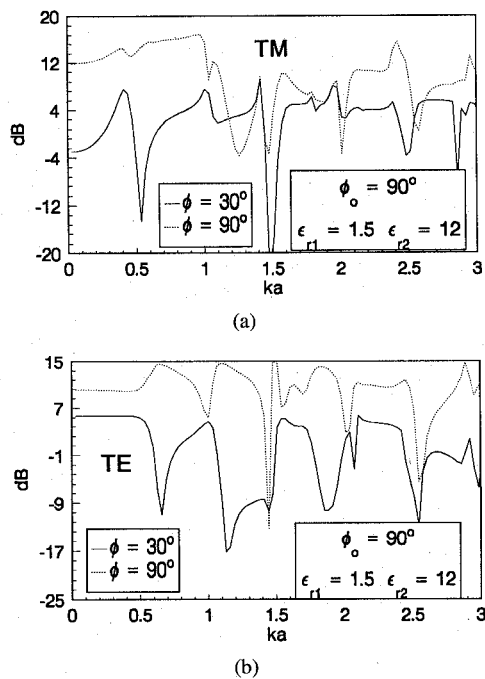 20
12
4
-4
-12
-20
dB
TM
ϕ = 30°
ϕ = 90°
ϕo = 90°
ϵr1 = 1.5 ϵr2 = 12
0
0.5
1
1.5
2
2.5
3
ka
(a)
15
7
-1
-9
-17
-25
dB
TE
ϕ = 30°
ϕ = 90°
ϕo = 90°
ϵr1 = 1.5 ϵr2 = 12
0
0.5
1
1.5
2
2.5
3
ka
(b)